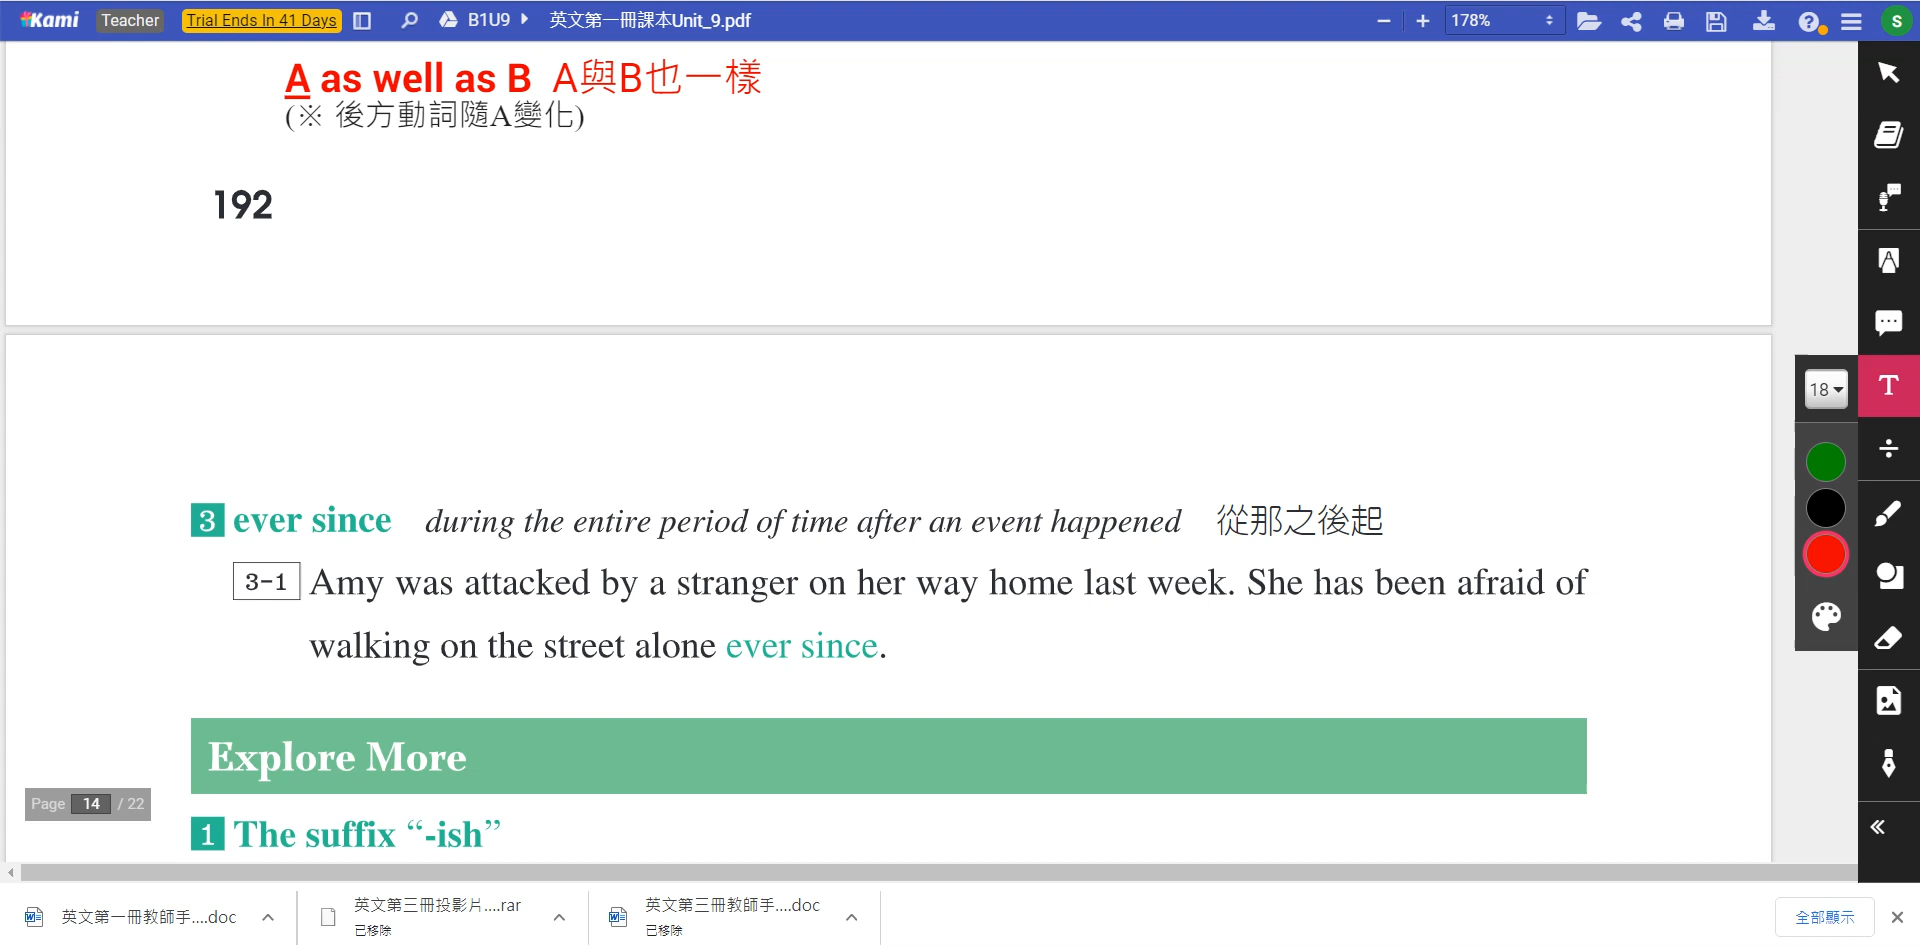 Kami Teacher Trial Ends In 41 Days B1U9 英文第一冊課本Unit_9.pdf 178% S
A as well as B A與B也一樣
(※ 後方動詞隨A變化)
192
T
18
3 ever since during the entire period of time after an event happened 從那之後起
3-1 Amy was attacked by a stranger on her way home last week. She has been afraid of
walking on the street alone ever since.
Explore More
Page 14 / 22
1 The suffix “-ish”
英文第一冊教師手....doc
英文第三冊投影片....rar
已移除
英文第三冊教師手....doc
已移除
全部顯示